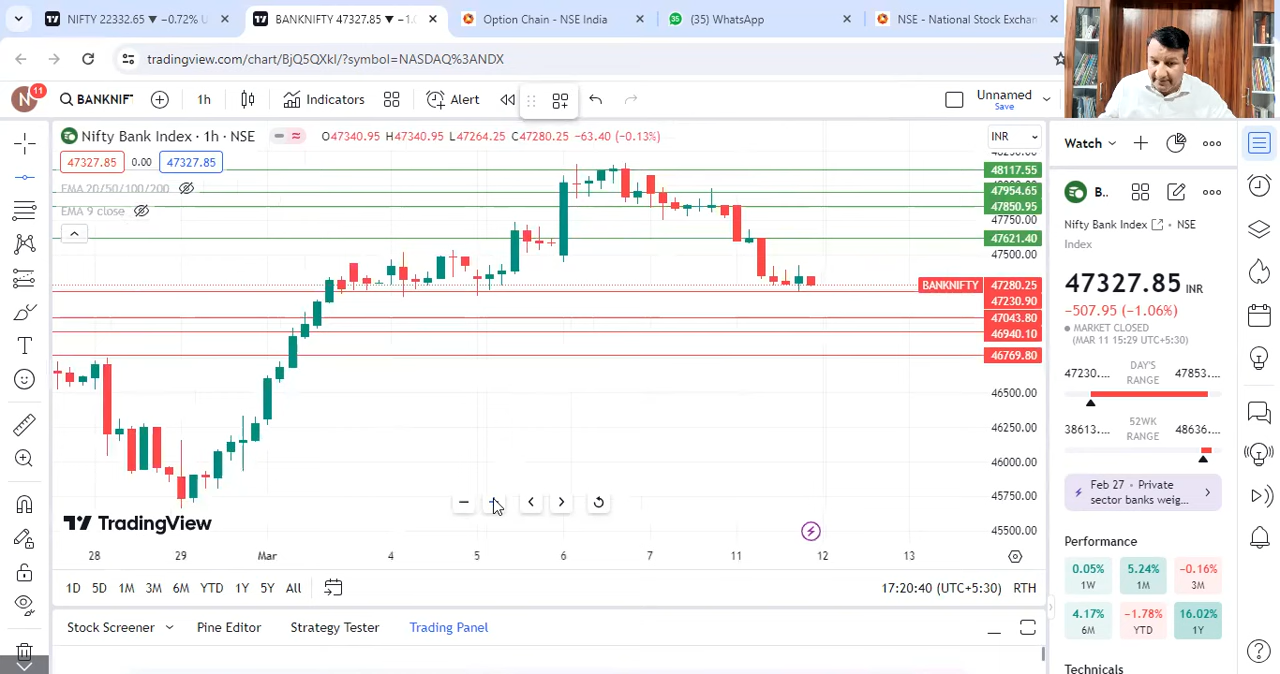 NIFTY 22332.65 ▼ −0.72%
BANKNIFTY 47327.85 ▼ −1.0
Option Chain - NSE India
(35) WhatsApp
NSE - National Stock Exchan
tradingview.com/chart/BjQ5QXkI/?symbol=NASDAQ%3ANDX
N 11
BANKNIF
1h
Indicators
Alert
Unnamed
Save
Nifty Bank Index · 1h · NSE
O47340.95 H47340.95 L47264.25 C47280.25 −63.40 (−0.13%)
INR
47327.85 0.00 47327.85
EMA 20/50/100/200
EMA 9 close
48117.55
47954.65
47850.95
47750.00
47621.40
47500.00
BANKNIFTY 47280.25
47230.90
47043.80
46940.10
46769.80
46500.00
46250.00
46000.00
45750.00
45500.00
TradingView
28 29 Mar 4 5 6 7 11 12 13
1D 5D 1M 3M 6M YTD 1Y 5Y All
17:20:40 (UTC+5:30) RTH
Stock Screener
Pine Editor
Strategy Tester
Trading Panel
Watch
B..
Nifty Bank Index · NSE
Index
47327.85 INR
−507.95 (−1.06%)
MARKET CLOSED
(MAR 11 15:29 UTC+5:30)
47230.... DAY'S RANGE 47853....
38613.... 52WK RANGE 48636....
Feb 27 · Private
sector banks weig...
Performance
0.05% 5.24% −0.16%
1W 1M 3M
4.17% −1.78% 16.02%
6M YTD 1Y
Technicals